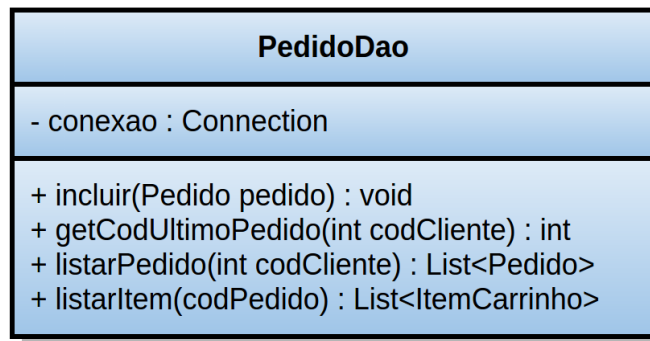 PedidoDao
- conexao : Connection
+ incluir(Pedido pedido) : void
+ getCodUltimoPedido(int codCliente) : int
+ listarPedido(int codCliente) : List<Pedido>
+ listarItem(codPedido) : List<ItemCarrinho>